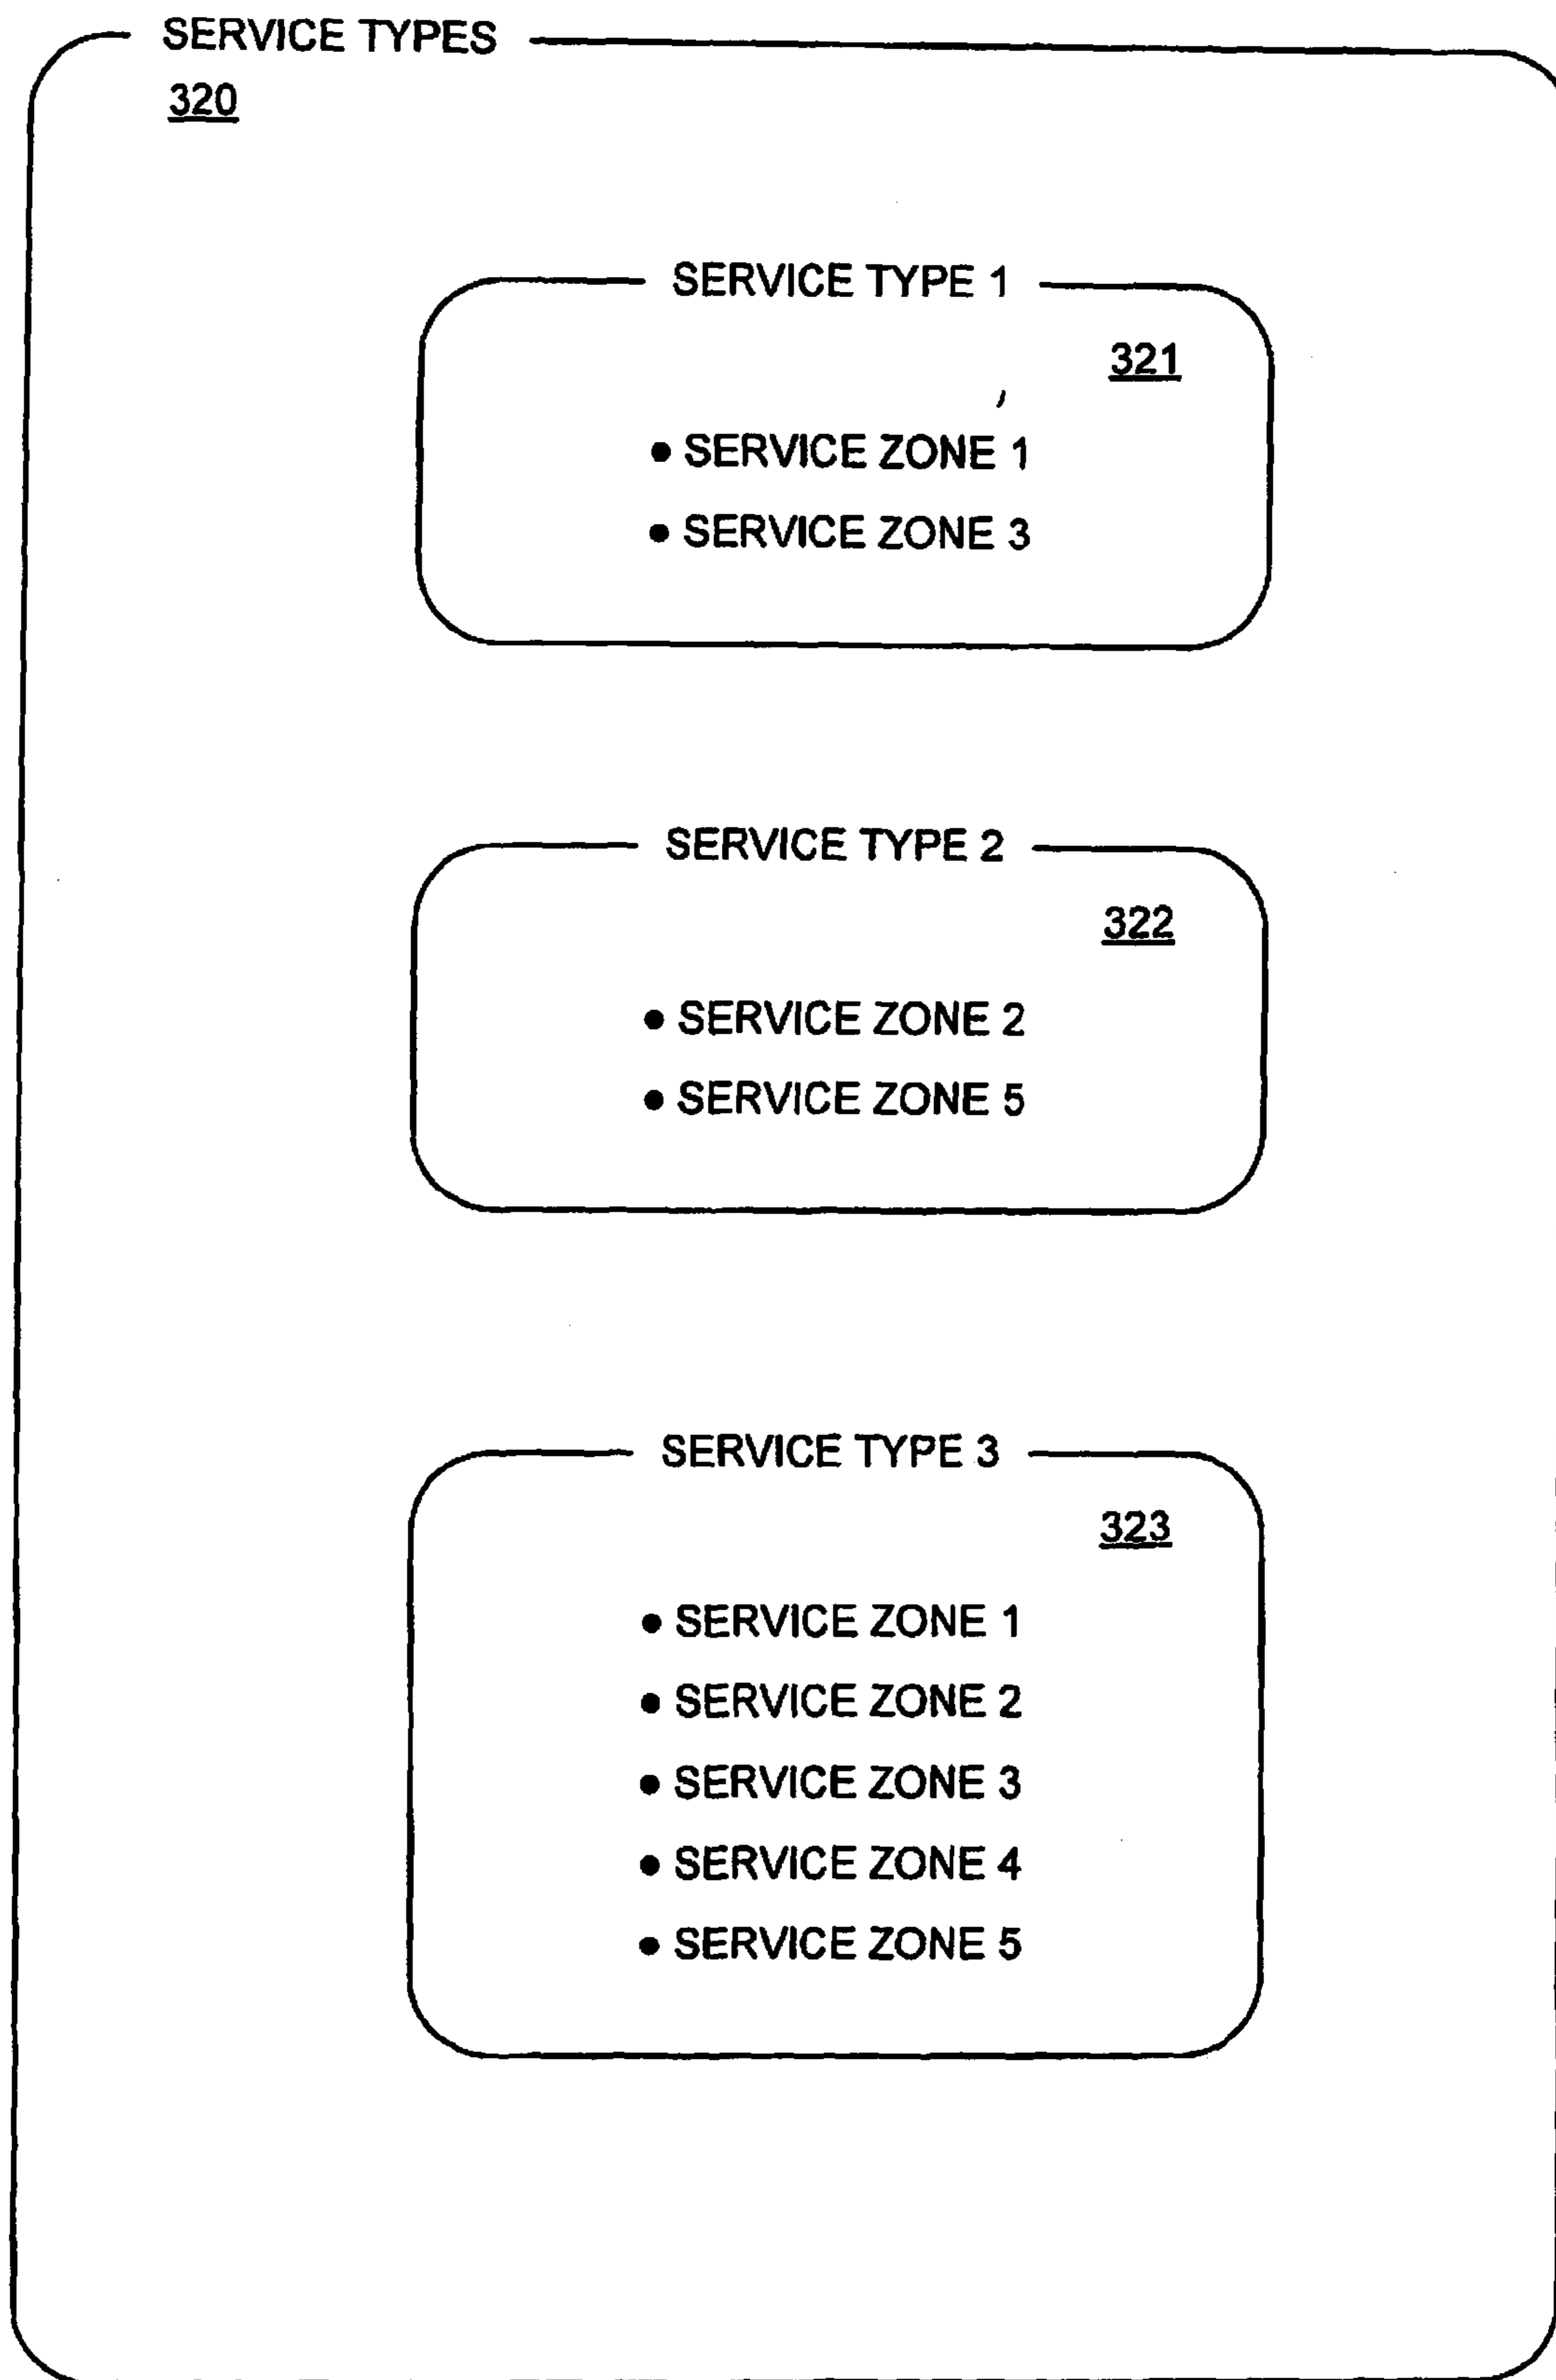 SERVICE TYPES
320
SERVICE TYPE 1
321
• SERVICE ZONE 1
• SERVICE ZONE 3
SERVICE TYPE 2
322
• SERVICE ZONE 2
• SERVICE ZONE 5
SERVICE TYPE 3
323
• SERVICE ZONE 1
• SERVICE ZONE 2
• SERVICE ZONE 3
• SERVICE ZONE 4
• SERVICE ZONE 5